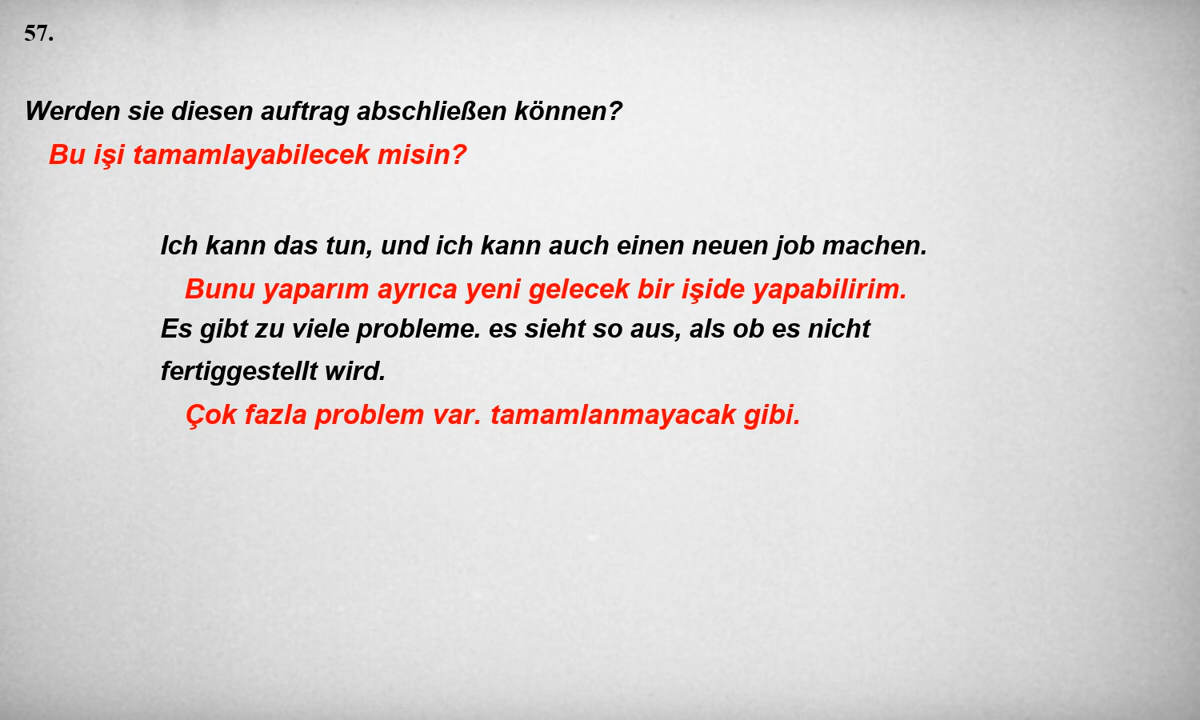 57.
Werden sie diesen auftrag abschließen können?
Bu işi tamamlayabilecek misin?
Ich kann das tun, und ich kann auch einen neuen job machen.
Bunu yaparım ayrıca yeni gelecek bir işide yapabilirim.
Es gibt zu viele probleme. es sieht so aus, als ob es nicht
fertiggestellt wird.
Çok fazla problem var. tamamlanmayacak gibi.